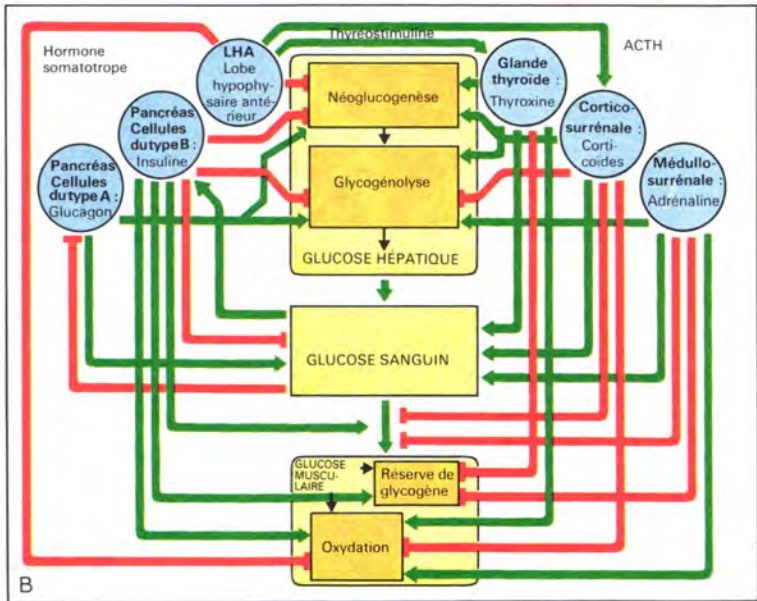 Hormone
somatotrope
LHA
Lobe
hypophy-
saire anté-
rieur
Thyréostimuline
ACTH
Glande
thyroïde :
Thyroxine
Cortico-
surrénale :
Corti-
coïdes
Médullo-
surrénale :
Adrénaline
Pancréas
Cellules
du type B :
Insuline
Pancréas
Cellules
du type A :
Glucagon
Néoglucogenèse
Glycogénolyse
GLUCOSE HÉPATIQUE
GLUCOSE SANGUIN
GLUCOSE
MUSCU-
LAIRE
Réserve de
glycogène
Oxydation
B